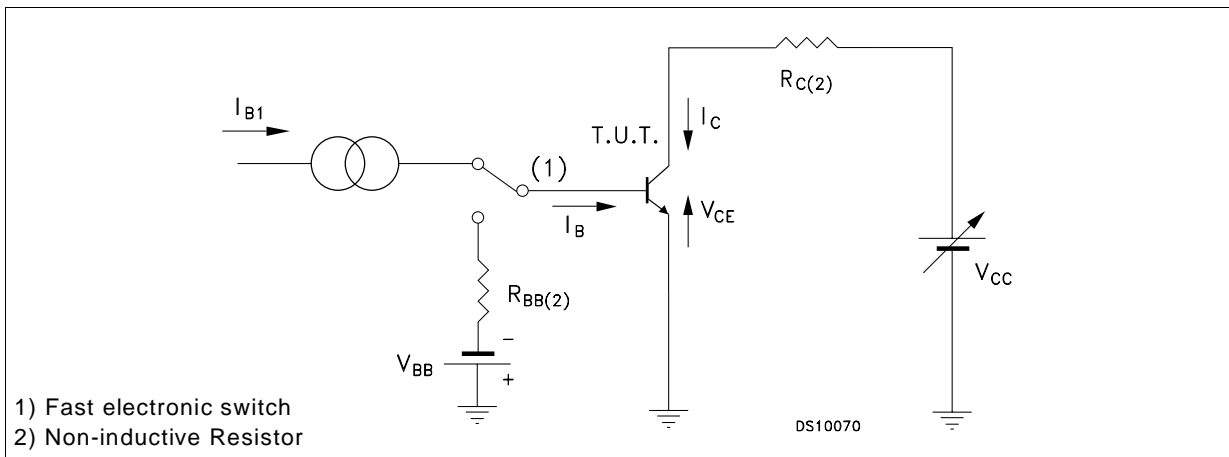 I_B1
(1)
I_B
T.U.T.
I_C
V_CE
R_C(2)
V_CC
R_BB(2)
V_BB
-
+
1) Fast electronic switch
2) Non-inductive Resistor
DS10070